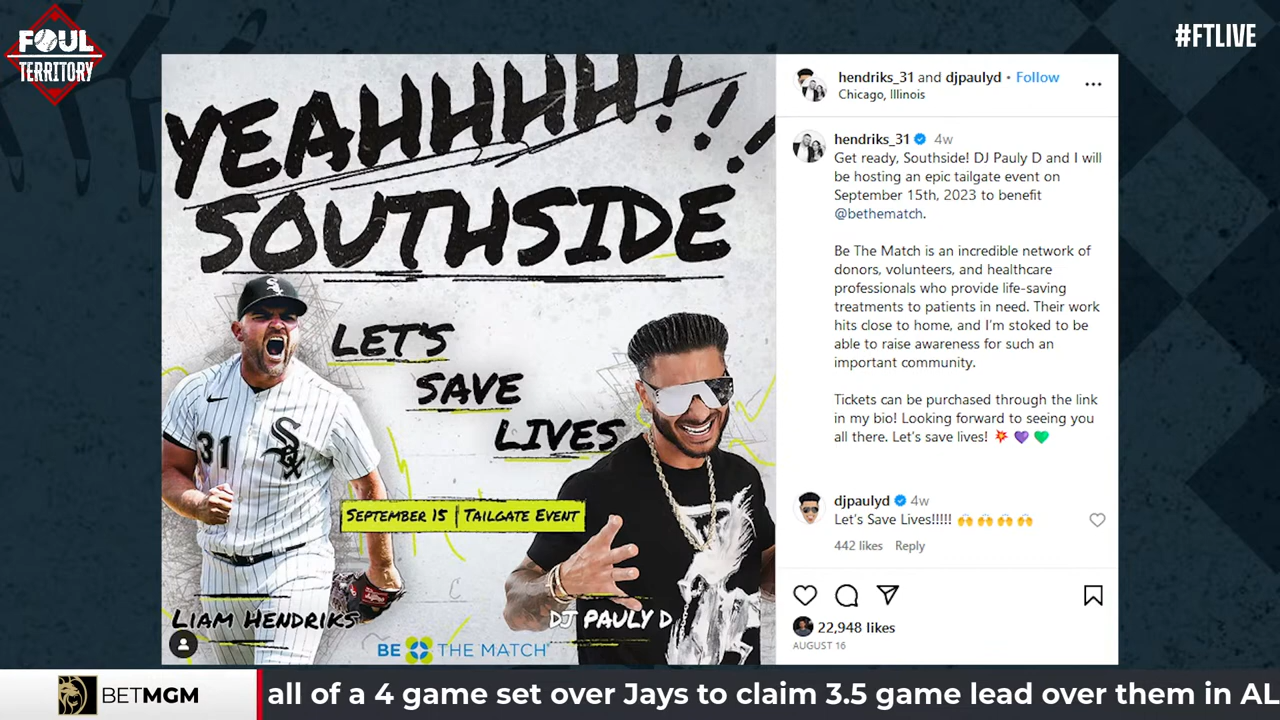 FOUL
TERRITORY
#FTLIVE
YEAHHHH!!!
SOUTHSIDE
LET'S
SAVE
LIVES
31
SEPTEMBER 15 | TAILGATE EVENT
LIAM HENDRIKS
DJ PAULY D
BE THE MATCH
hendriks_31 and djpaulyd • Follow
Chicago, Illinois
hendriks_31 4w
Get ready, Southside! DJ Pauly D and I will
be hosting an epic tailgate event on
September 15th, 2023 to benefit
@bethematch.
Be The Match is an incredible network of
donors, volunteers, and healthcare
professionals who provide life-saving
treatments to patients in need. Their work
hits close to home, and I'm stoked to be
able to raise awareness for such an
important community.
Tickets can be purchased through the link
in my bio! Looking forward to seeing you
all there. Let's save lives! 💥 💜 💚
djpaulyd 4w
Let's Save Lives!!!!! 🙌 🙌 🙌 🙌
442 likes Reply
22,948 likes
AUGUST 16
BETMGM
all of a 4 game set over Jays to claim 3.5 game lead over them in AL